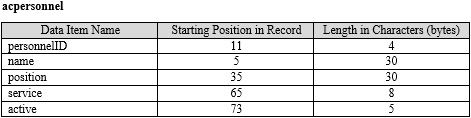 acpersonnel
Data Item Name Starting Position in Record Length in Characters (bytes)
personnelID 11 4
name 5 30
position 35 30
service 65 8
active 73 5